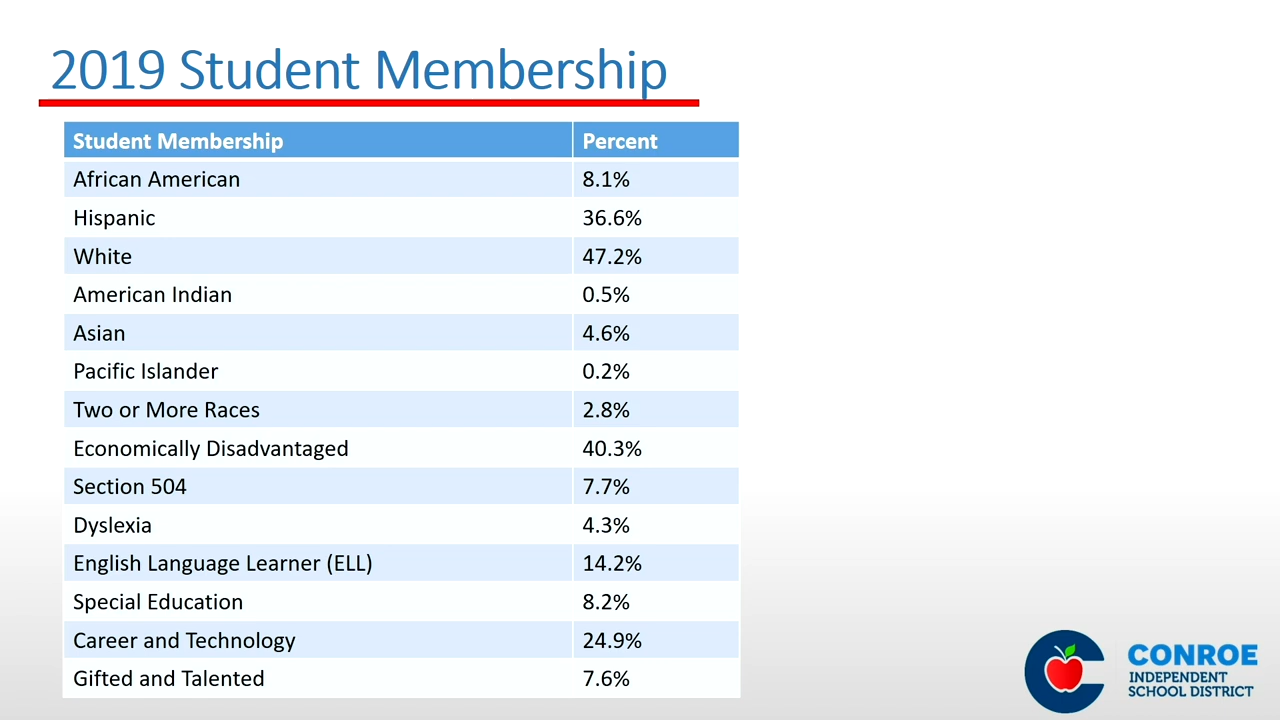 2019 Student Membership
Student Membership Percent
African American 8.1%
Hispanic 36.6%
White 47.2%
American Indian 0.5%
Asian 4.6%
Pacific Islander 0.2%
Two or More Races 2.8%
Economically Disadvantaged 40.3%
Section 504 7.7%
Dyslexia 4.3%
English Language Learner (ELL) 14.2%
Special Education 8.2%
Career and Technology 24.9%
Gifted and Talented 7.6%
CONROE
INDEPENDENT
SCHOOL DISTRICT